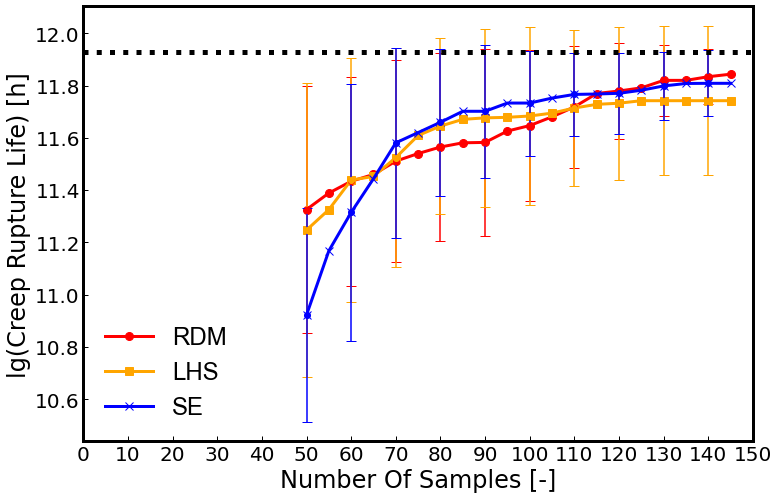 lg(Creep Rupture Life) [h]
12.0
11.8
11.6
11.4
11.2
11.0
10.8
10.6
RDM
LHS
SE
0 10 20 30 40 50 60 70 80 90 100 110 120 130 140 150
Number Of Samples [-]